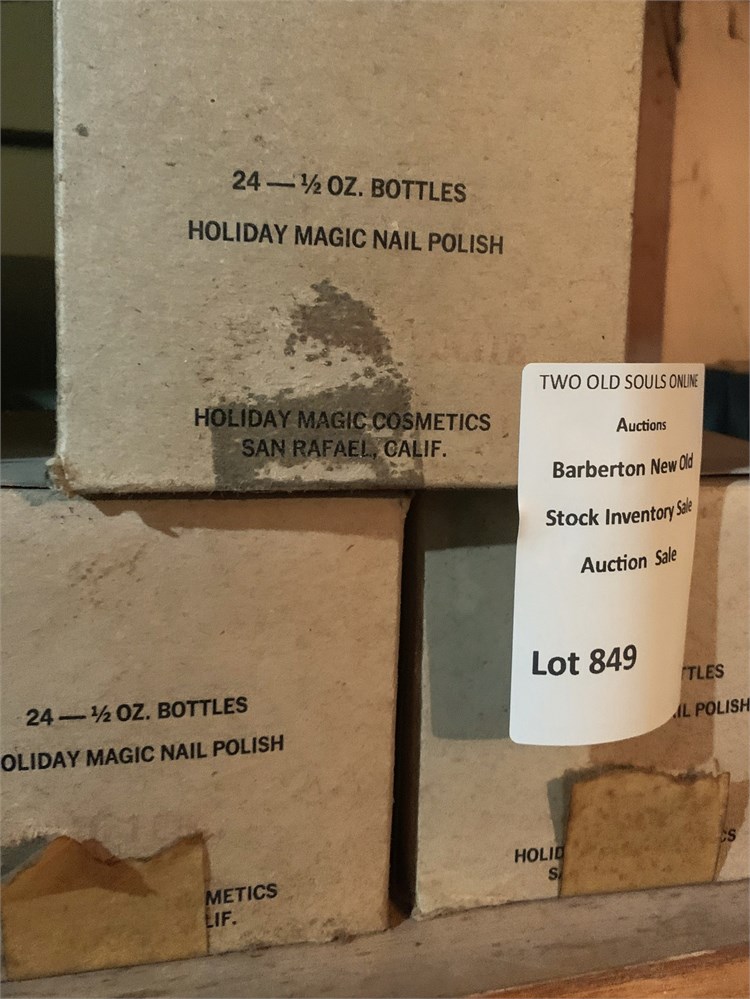 24 — ½ OZ. BOTTLES
HOLIDAY MAGIC NAIL POLISH
HOLIDAY MAGIC COSMETICS
SAN RAFAEL, CALIF.
TWO OLD SOULS ONLINE
Auctions
Barberton New Old
Stock Inventory Sale
Auction Sale
Lot 849
24 — ½ OZ. BOTTLES
OLIDAY MAGIC NAIL POLISH
METICS
LIF.
TTLES
IL POLISH
HOLID CS
S